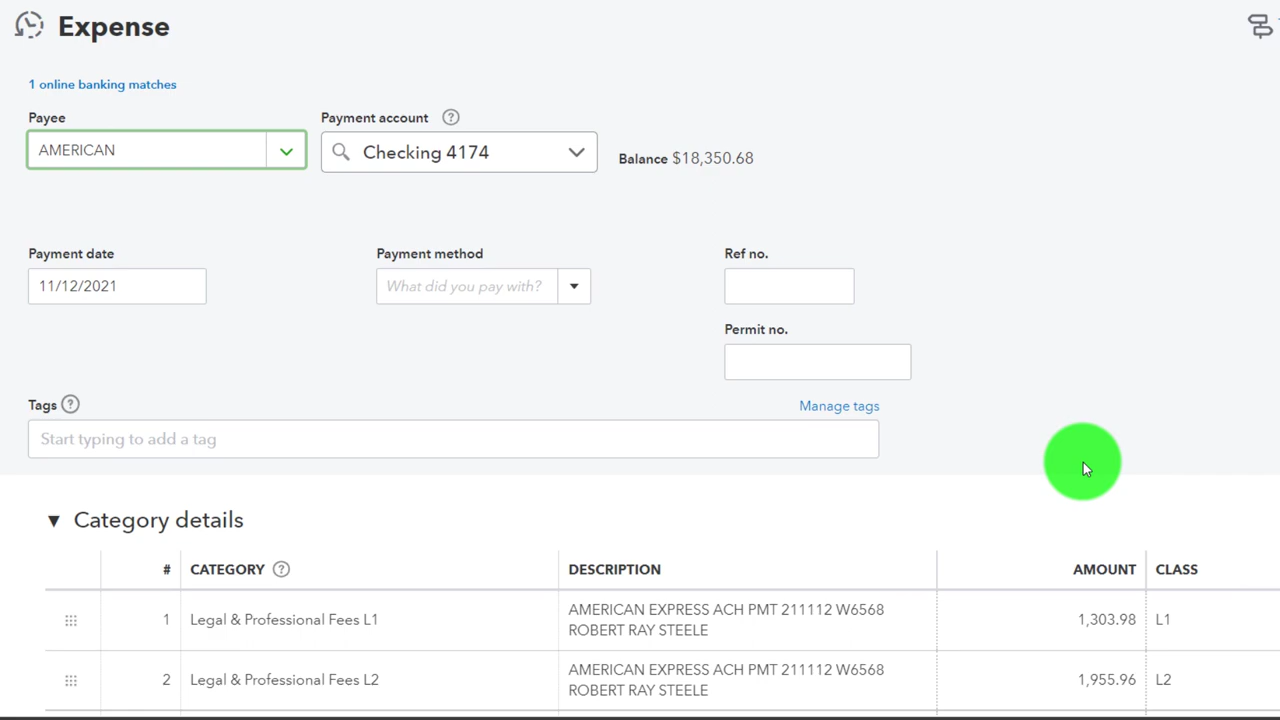 Expense
1 online banking matches
Payee
Payment account ?
AMERICAN
Checking 4174
Balance $18,350.68
Payment date
Payment method
Ref no.
11/12/2021
What did you pay with?
Permit no.
Tags ?
Manage tags
Start typing to add a tag
Category details
# CATEGORY ? DESCRIPTION AMOUNT CLASS
1 Legal & Professional Fees L1 AMERICAN EXPRESS ACH PMT 211112 W6568 1,303.98 L1
ROBERT RAY STEELE
2 Legal & Professional Fees L2 AMERICAN EXPRESS ACH PMT 211112 W6568 1,955.96 L2
ROBERT RAY STEELE